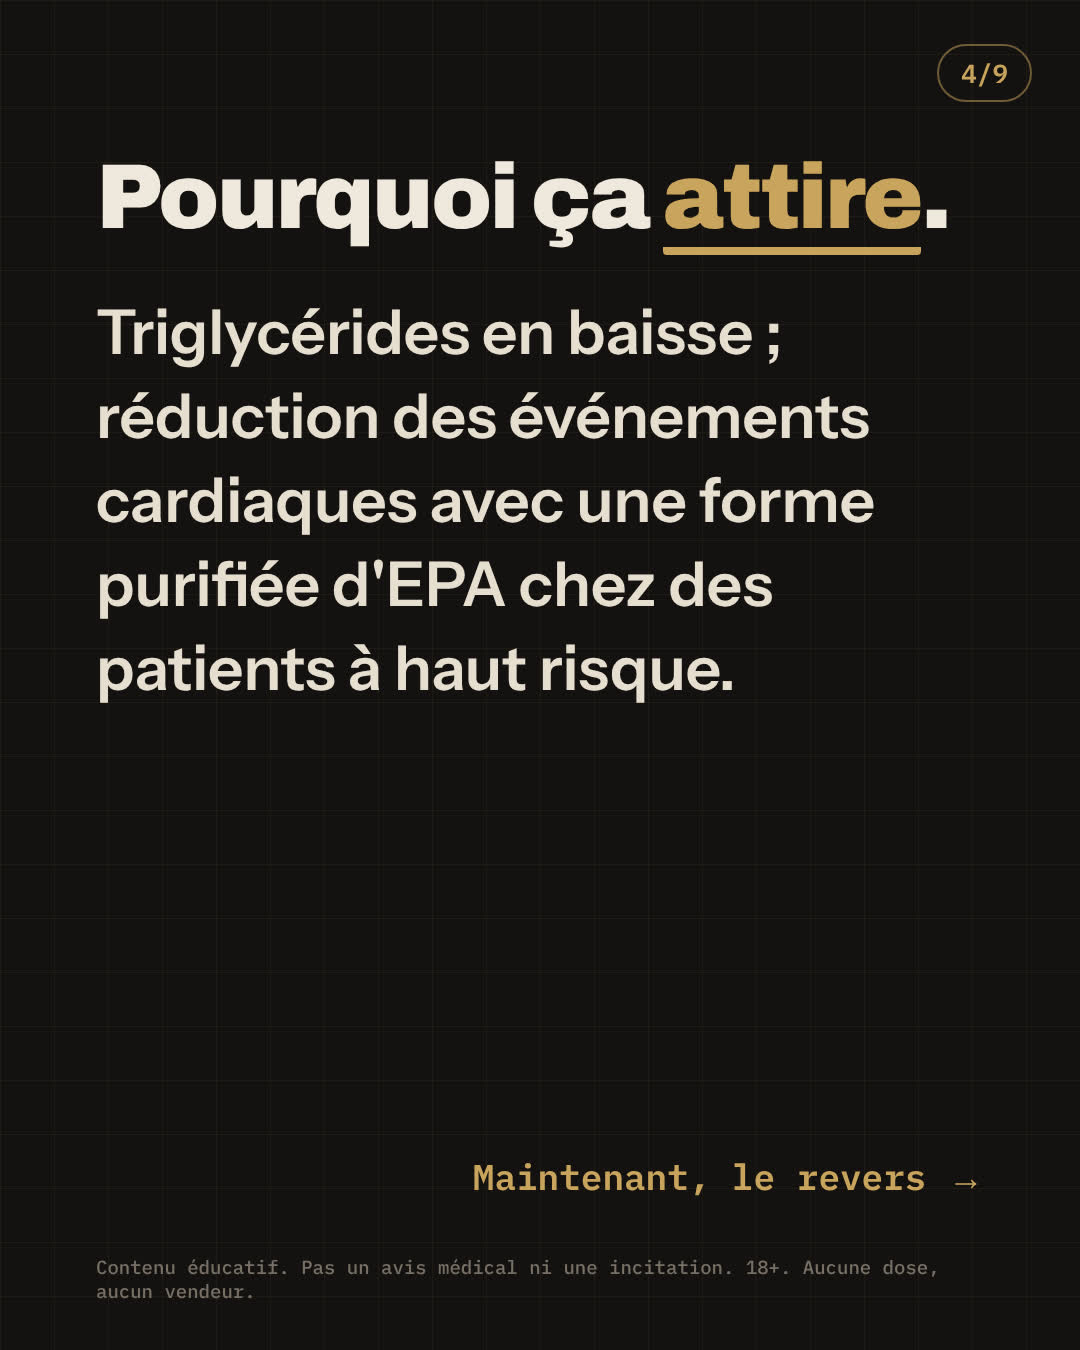 4/9
Pourquoi ça attire.
Triglycérides en baisse ;
réduction des événements
cardiaques avec une forme
purifiée d'EPA chez des
patients à haut risque.
Maintenant, le revers →
Contenu éducatif. Pas un avis médical ni une incitation. 18+. Aucune dose,
aucun vendeur.